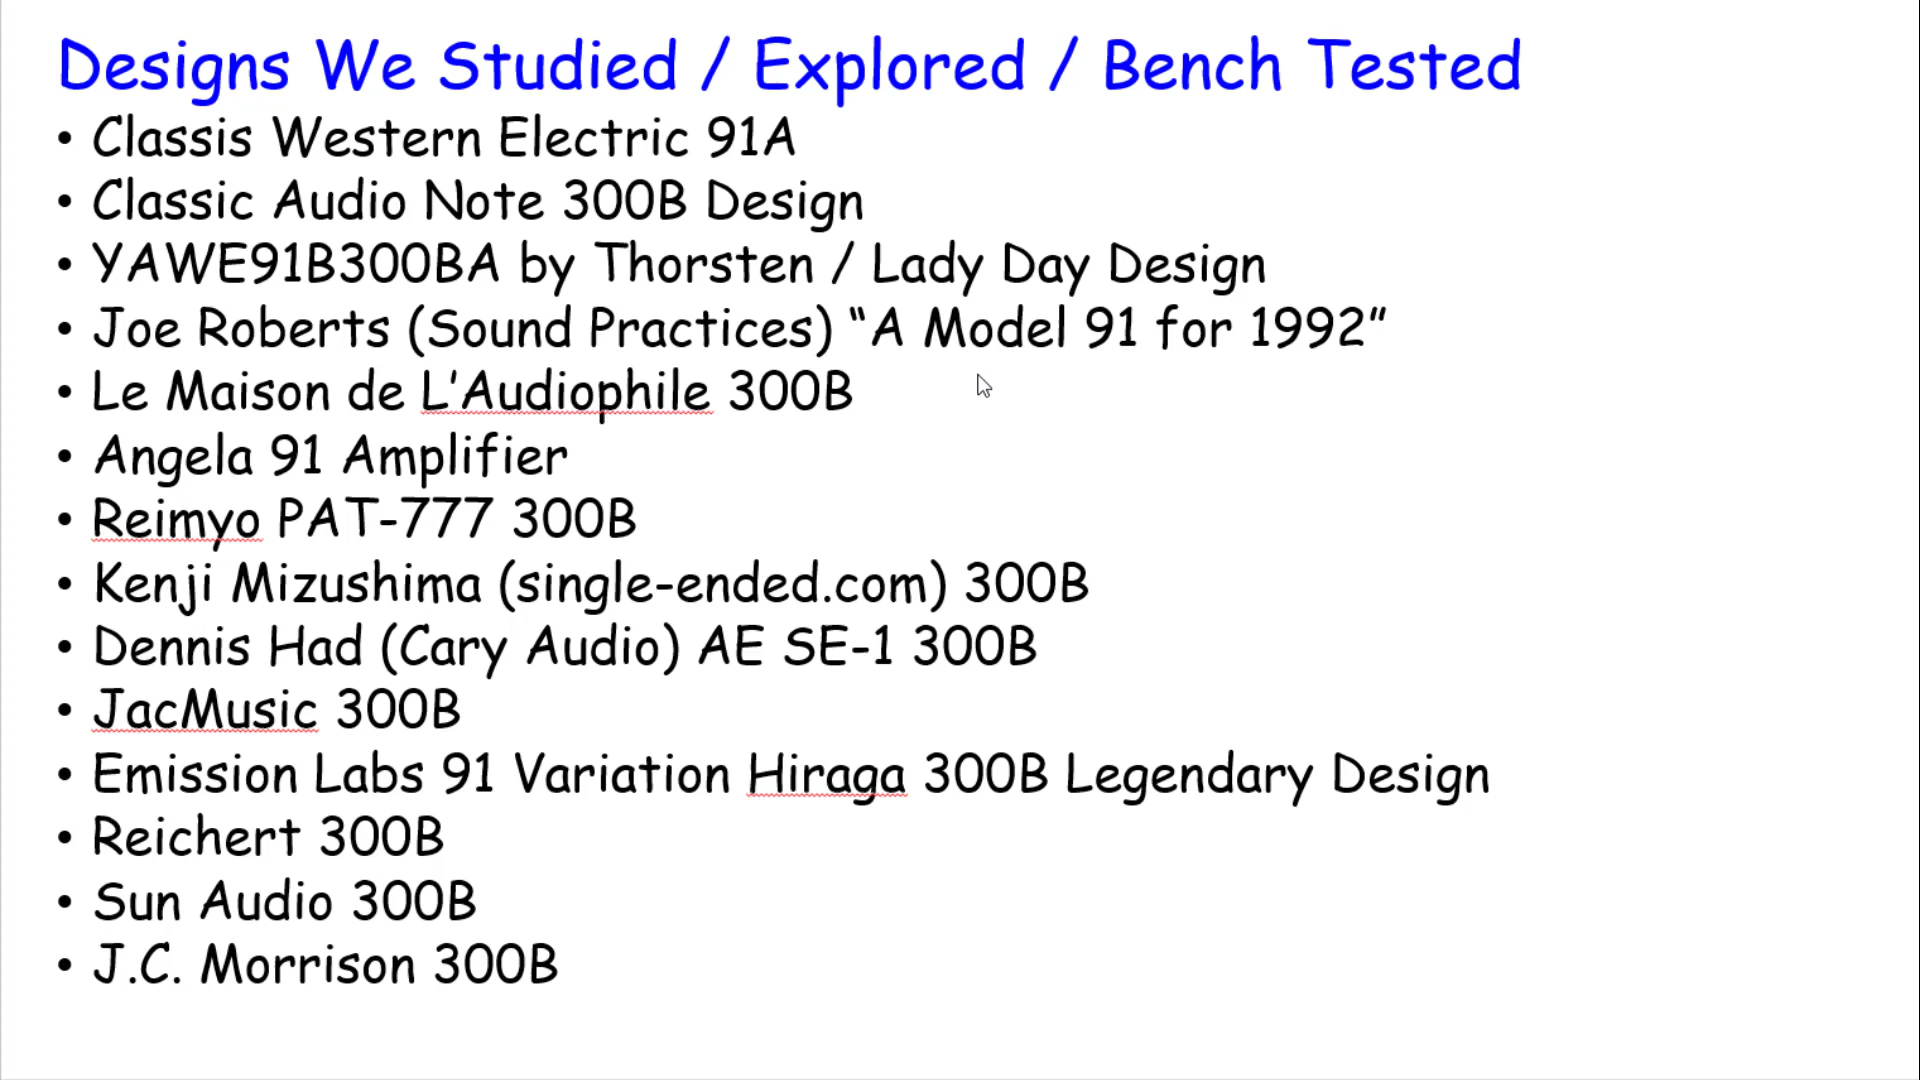 Designs We Studied / Explored / Bench Tested
• Classis Western Electric 91A
• Classic Audio Note 300B Design
• YAWE91B300BA by Thorsten / Lady Day Design
• Joe Roberts (Sound Practices) “A Model 91 for 1992”
• Le Maison de L’Audiophile 300B
• Angela 91 Amplifier
• Reimyo PAT-777 300B
• Kenji Mizushima (single-ended.com) 300B
• Dennis Had (Cary Audio) AE SE-1 300B
• JacMusic 300B
• Emission Labs 91 Variation Hiraga 300B Legendary Design
• Reichert 300B
• Sun Audio 300B
• J.C. Morrison 300B